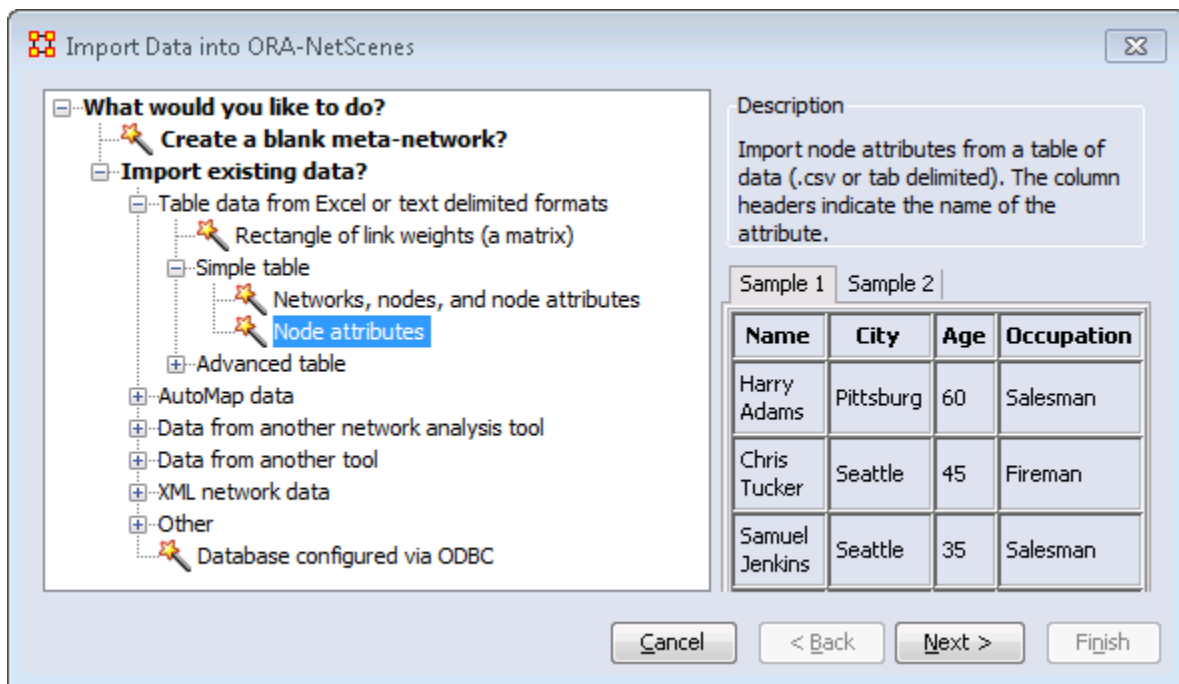 Import Data into ORA-NetScenes
What would you like to do?
Create a blank meta-network?
Import existing data?
Table data from Excel or text delimited formats
Rectangle of link weights (a matrix)
Simple table
Networks, nodes, and node attributes
Node attributes
Advanced table
AutoMap data
Data from another network analysis tool
Data from another tool
XML network data
Other
Database configured via ODBC
Description
Import node attributes from a table of
data (.csv or tab delimited). The column
headers indicate the name of the
attribute.
Sample 1 Sample 2
Name City Age Occupation
Harry
Adams Pittsburg 60 Salesman
Chris
Tucker Seattle 45 Fireman
Samuel
Jenkins Seattle 35 Salesman
Cancel < Back Next > Finish